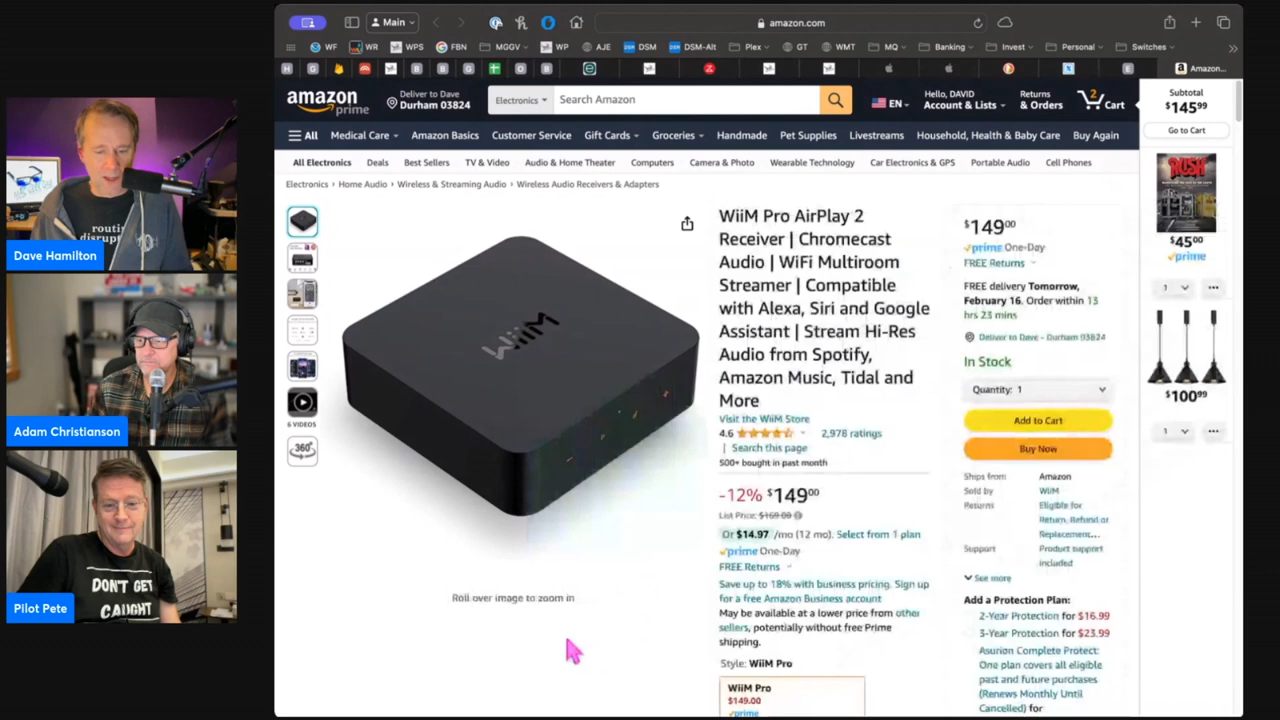 Main
amazon.com
WF
WR
WPS
FBN
MGGV
WP
AJE
DSM
DSM-Alt
Plex
GT
WMT
MQ
Banking
Invest
Personal
Switches
Amazon...
amazon
prime
Deliver to Dave
Durham 03824
Electronics
Search Amazon
EN
Hello, DAVID
Account & Lists
Returns
& Orders
2
Cart
All
Medical Care
Amazon Basics
Customer Service
Gift Cards
Groceries
Handmade
Pet Supplies
Livestreams
Household, Health & Baby Care
Buy Again
All Electronics
Deals
Best Sellers
TV & Video
Audio & Home Theater
Computers
Camera & Photo
Wearable Technology
Car Electronics & GPS
Portable Audio
Cell Phones
Electronics › Home Audio › Wireless & Streaming Audio › Wireless Audio Receivers & Adapters
6 VIDEOS
360°
WiiM
Roll over image to zoom in
WiiM Pro AirPlay 2
Receiver | Chromecast
Audio | WiFi Multiroom
Streamer | Compatible
with Alexa, Siri and Google
Assistant | Stream Hi-Res
Audio from Spotify,
Amazon Music, Tidal and
More
Visit the WiiM Store
4.6
2,978 ratings
| Search this page
500+ bought in past month
-12% $14900
List Price: $169.00
Or $14.97 /mo (12 mo). Select from 1 plan
prime One-Day
FREE Returns
Save up to 18% with business pricing. Sign up
for a free Amazon Business account
May be available at a lower price from other
sellers, potentially without free Prime
shipping.
Style: WiiM Pro
WiiM Pro
$149.00
prime
$14900
prime One-Day
FREE Returns
FREE delivery Tomorrow,
February 16. Order within 13
hrs 23 mins
Deliver to Dave - Durham 03824
In Stock
Quantity: 1
Add to Cart
Buy Now
Ships from Amazon
Sold by WiiM
Returns Eligible for
Return, Refund or
Replacement...
Support Product support
included
See more
Add a Protection Plan:
2-Year Protection for $16.99
3-Year Protection for $23.99
Asurion Complete Protect:
One plan covers all eligible
past and future purchases
(Renews Monthly Until
Cancelled) for
Subtotal
$14599
Go to Cart
RUSH
$4500
prime
1
$10099
1
routin
disrup
Dave Hamilton
Adam Christianson
DON'T GET
CAUGHT
Pilot Pete